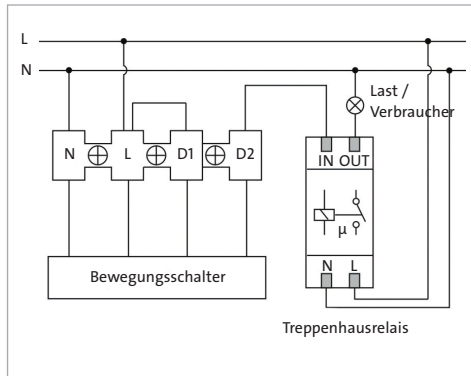 L
N
Last /
Verbraucher
N L D1 D2
IN OUT
µ
Bewegungsschalter
N L
Treppenhausrelais